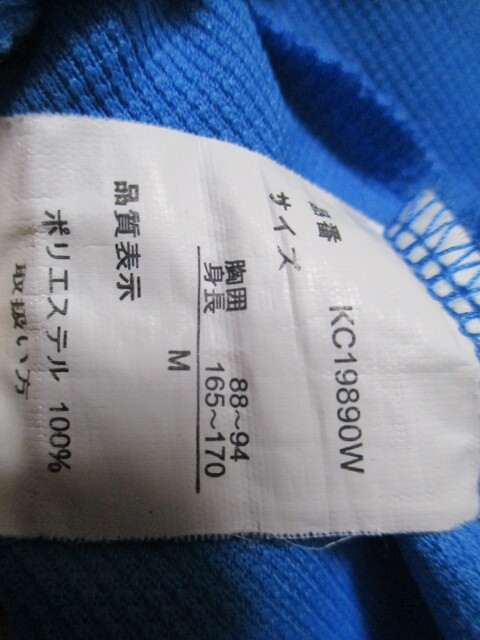 品番 KC19890W
サイズ
胸囲 88～94
身長 165～170
M
品質表示
ポリエステル 100%
取扱い方